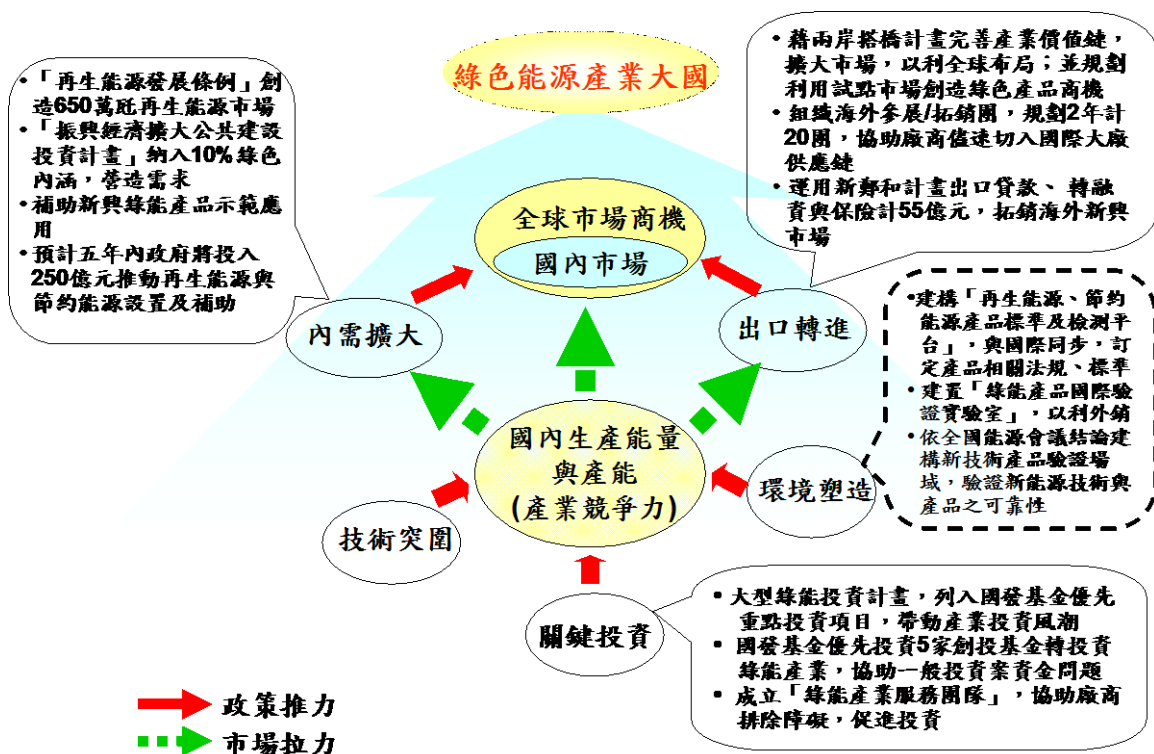 綠色能源產業大國
• 「再生能源發展條例」創
造650萬瓩再生能源市場
• 「振興經濟擴大公共建設
投資計畫」納入10%綠色
內涵，營造需求
• 補助新興綠能產品示範應
用
• 預計五年內政府將投入
250億元推動再生能源與
節約能源設置及補助
• 藉兩岸搭橋計畫完善產業價值鏈，
擴大市場，以利全球布局；並規劃
利用試點市場創造綠色產品商機
• 組織海外參展/拓銷團，規劃2年計
20團，協助廠商儘速切入國際大廠
供應鏈
• 運用新鄭和計畫出口貸款、轉融
資與保險計55億元，拓銷海外新興
市場
全球市場商機
國內市場
內需擴大
出口轉進
• 建構「再生能源、節約
能源產品標準及檢測平
台」，與國際同步，訂
定產品相關法規、標準
• 建置「綠能產品國際驗
證實驗室」，以利外銷
• 依全國能源會議結論建
構新技術產品驗證場
域，驗證新能源技術與
產品之可靠性
國內生產能量
與產能
(產業競爭力)
技術突圍
環境塑造
關鍵投資
• 大型綠能投資計畫，列入國發基金優先
重點投資項目，帶動產業投資風潮
• 國發基金優先投資5家創投基金轉投資
綠能產業，協助一般投資案資金問題
• 成立「綠能產業服務團隊」，協助廠商
排除障礙，促進投資
政策推力
市場拉力